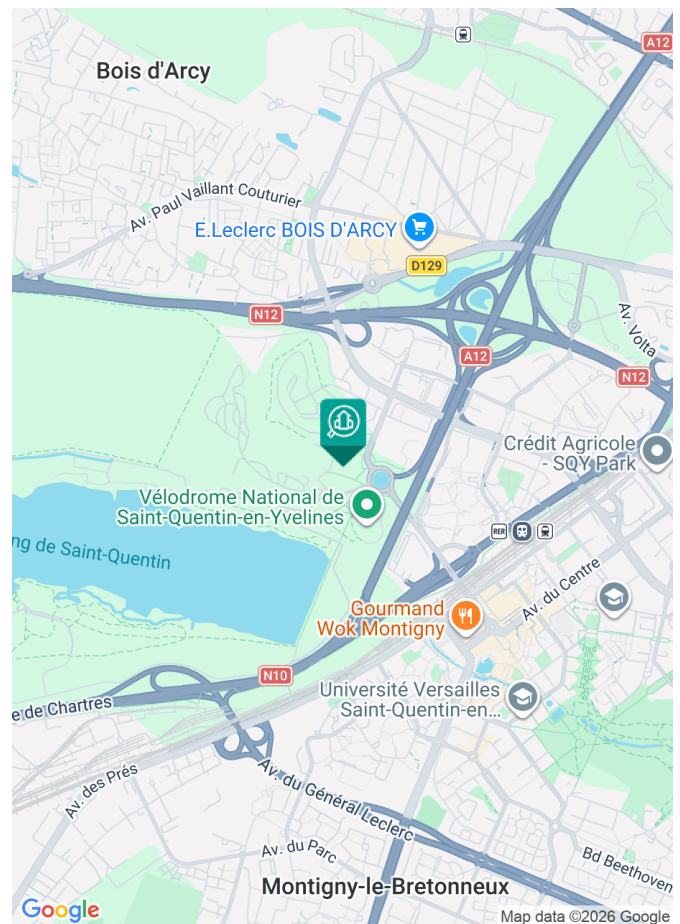 A12
Bois d'Arcy
Av. Paul Vaillant Couturier
E.Leclerc BOIS D'ARCY
D129
N12
Av. Volta
A12
N12
Crédit Agricole
- SQY Park
Vélodrome National de
Saint-Quentin-en-Yvelines
RER
ng de Saint-Quentin
Av. du Centre
Gourmand
Wok Montigny
N10
Université Versailles
Saint-Quentin-en...
e de Chartres
Av. des Prés
Av. du Général Leclerc
Av. du Parc
Bd Beethoven
Montigny-le-Bretonneux
Google
Map data ©2026 Google